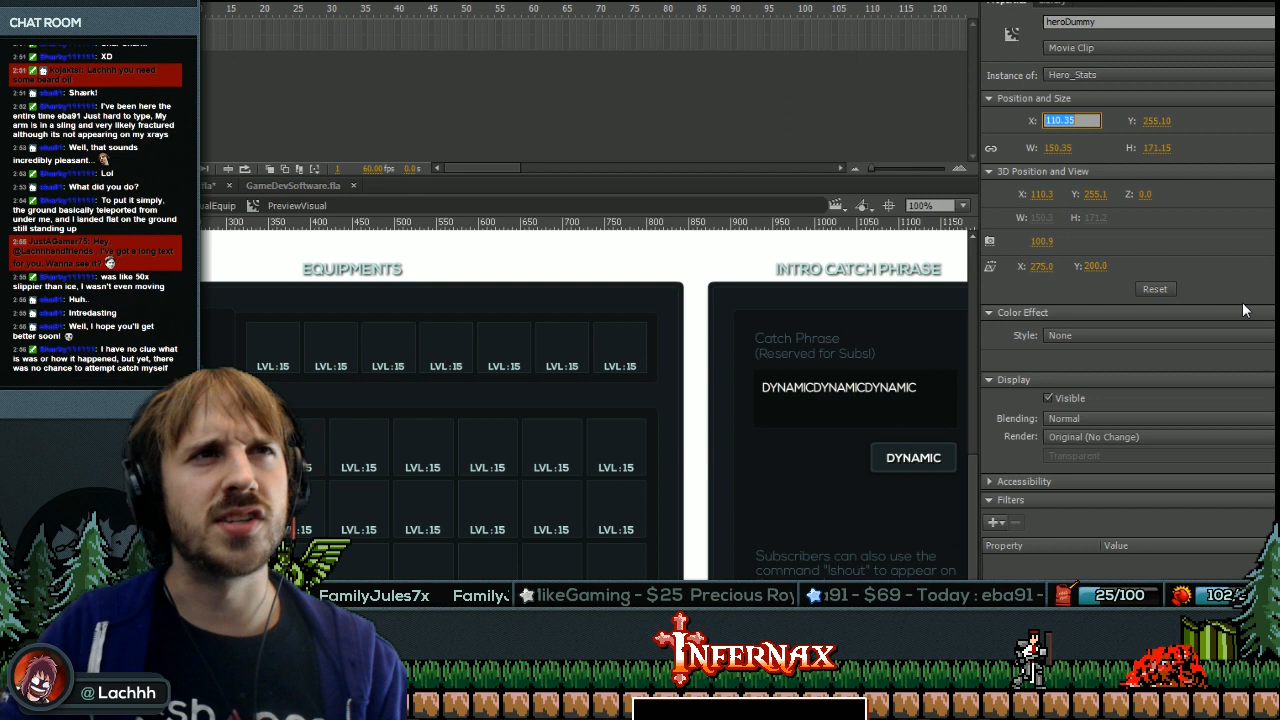 CHAT ROOM
XD
2:51 kojaktsl: Lachhh you need
some beard oil
2:51 eba91: Shærk!
2:52 Sharky111111: I've been here the
entire time eba91 Just hard to type, My
arm is in a sling and very likely fractured
although its not appearing on my xrays
2:53 eba91: Well, that sounds
incredibly pleasant...
2:53 Sharky111111: Lol
2:53 eba91: What did you do?
2:54 Sharky111111: To put it simply,
the ground basically teleported from
under me, and I landed flat on the ground
still standing up
JustAGamer75: Hey,
@Lachhhandfriends , I've got a long text
for you. Wanna see it?
2:55 Sharky111111: was like 50x
slippier than ice, I wasn't even moving
eba91: Huh..
2:55 eba91: Intredasting
eba91: Well, I hope you'll get
better soon!
Sharky111111: I have no clue what
is was or how it happened, but yet, there
was no chance to attempt catch myself
15 20 25 30 35 40 45 50 55 60 65 70 75 80 85 90 95 100 105 110 115 120
1 60.00 fps 0.0 s
fla* × GameDevSoftware.fla ×
ualEquip PreviewVisual 100%
300 350 400 450 500 550 600 650 700 750 800 850 900 950 1000 1050 1100 1150
EQUIPMENTS
INTRO CATCH PHRASE
LVL :15 LVL :15 LVL :15 LVL :15 LVL :15 LVL :15 LVL :15
Catch Phrase
(Reserved for Subs!)
DYNAMICDYNAMICDYNAMIC
DYNAMIC
LVL :15 LVL :15 LVL :15 LVL :15 LVL :15
:15 LVL :15 LVL :15 LVL :15 LVL :15 LVL :15
Subscribers can also use the
command "!shout" to appear on
heroDummy
Movie Clip
Instance of: Hero_Stats
Position and Size
X: 110.35 Y: 255.10
W: 150.35 H: 171.15
3D Position and View
X: 110.3 Y: 255.1 Z: 0.0
W: 150.3 H: 171.2
100.9
X: 275.0 Y: 200.0
Reset
Color Effect
Style: None
Display
Visible
Blending: Normal
Render: Original (No Change)
Transparent
Accessibility
Filters
Property Value
FamilyJules7x FamilyJ
likeGaming - $25 Precious Roy
a91 - $69 - Today : eba91 -
25/100
102
INFERNAX
@ Lachhh